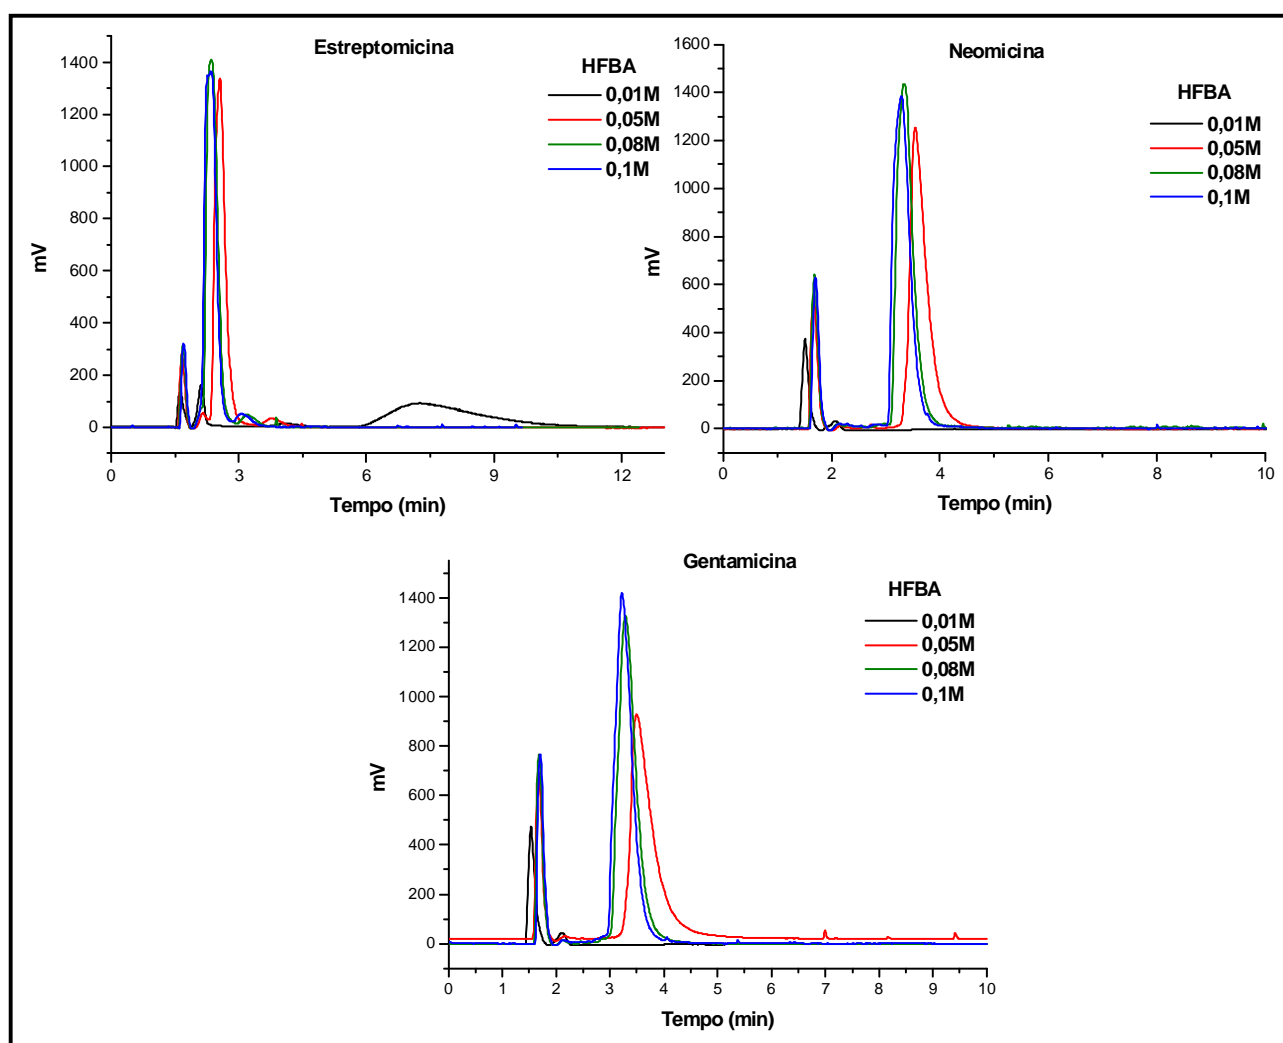 Estreptomicina
HFBA
0,01M
0,05M
0,08M
0,1M
mV
1400
1200
1000
800
600
400
200
0
0 3 6 9 12
Tempo (min)
Neomicina
HFBA
0,01M
0,05M
0,08M
0,1M
mV
1600
1400
1200
1000
800
600
400
200
0
0 2 4 6 8 10
Tempo (min)
Gentamicina
HFBA
0,01M
0,05M
0,08M
0,1M
mV
1400
1200
1000
800
600
400
200
0
0 1 2 3 4 5 6 7 8 9 10
Tempo (min)